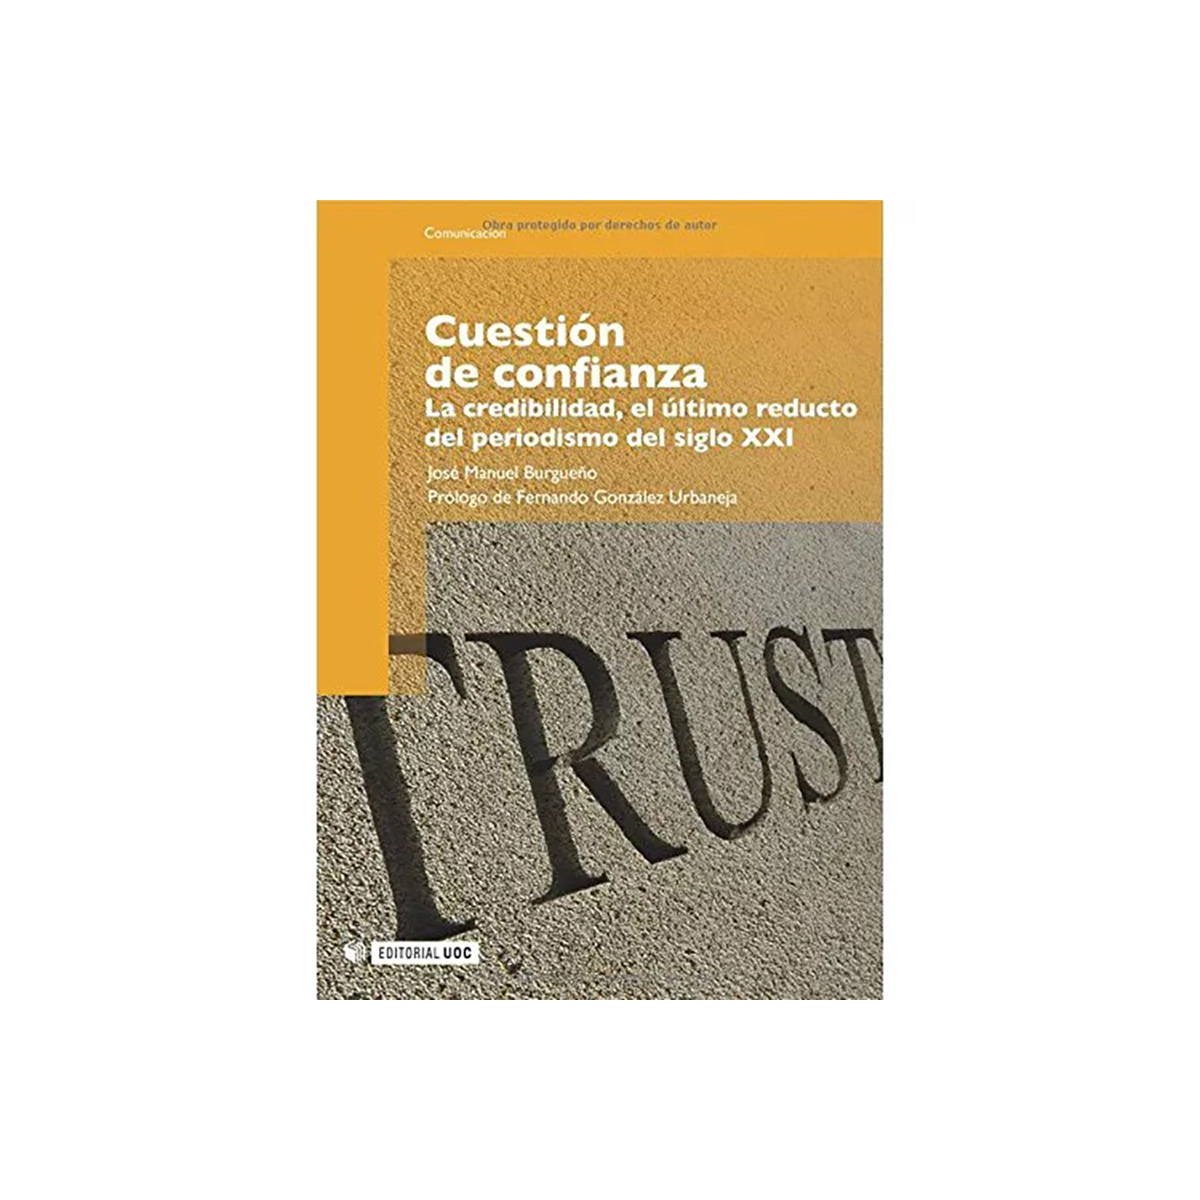 Obra protegido por derechos de autor
Comunicación
Cuestión
de confianza
La credibilidad, el último reducto
del periodismo del siglo XXI
José Manuel Burgueño
Prólogo de Fernando González Urbaneja
TRUST
EDITORIAL UOC